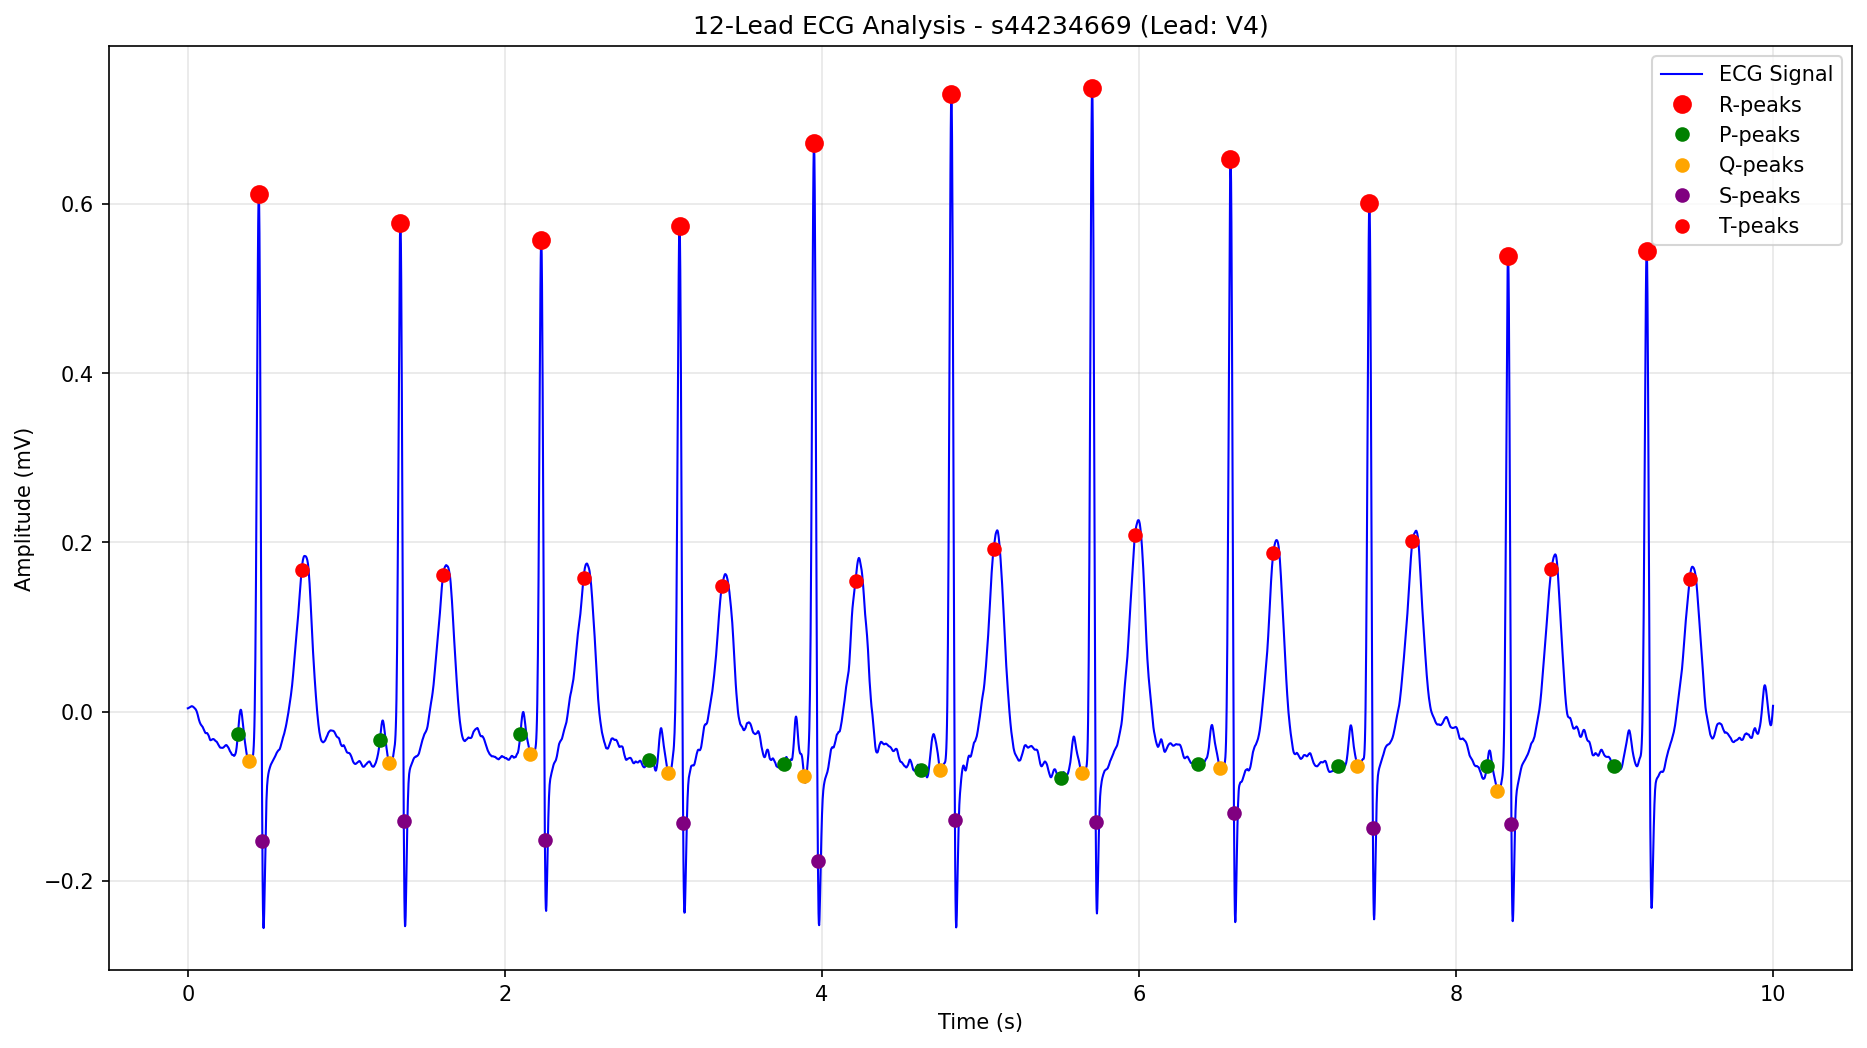 12-Lead ECG Analysis - s44234669 (Lead: V4)
ECG Signal
R-peaks
P-peaks
Q-peaks
S-peaks
T-peaks
Amplitude (mV)
0.6
0.4
0.2
0.0
−0.2
0 2 4 6 8 10
Time (s)